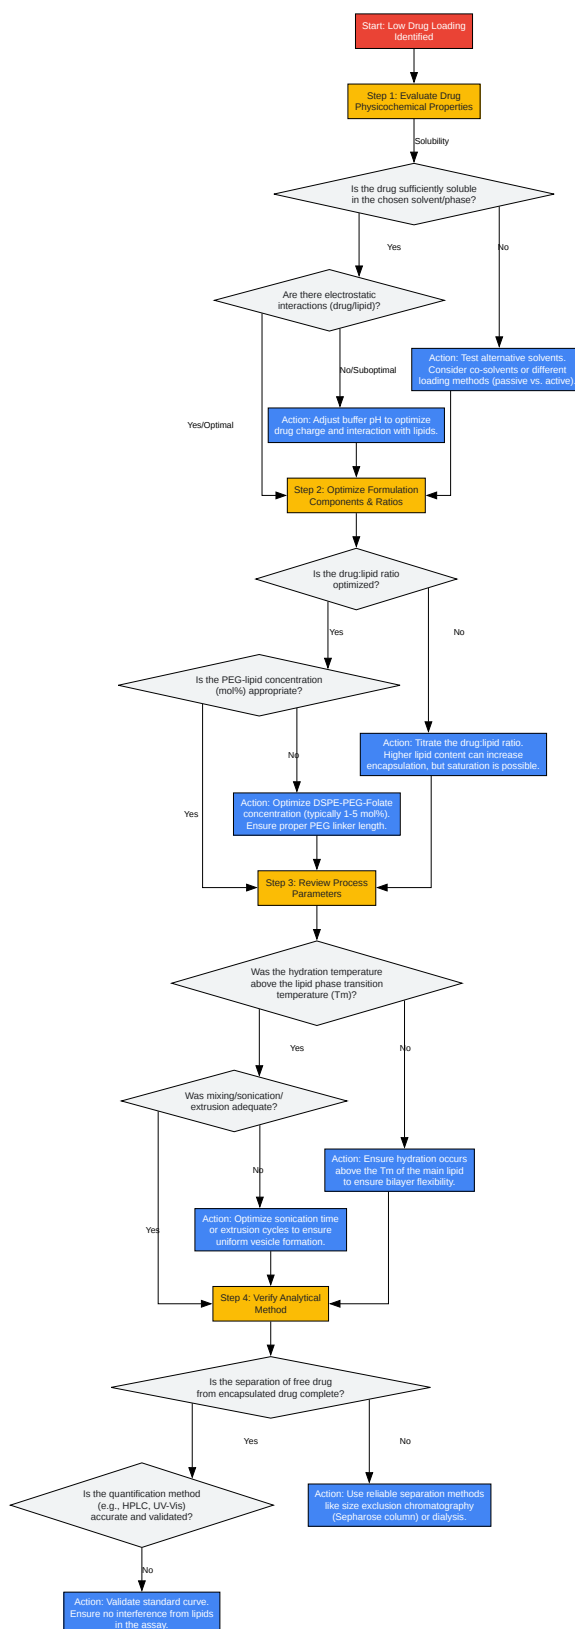 Start: Low Drug Loading
Identified
Step 1: Evaluate Drug
Physicochemical Properties
Solubility
Is the drug sufficiently soluble
in the chosen solvent/phase?
Yes
No
Are there electrostatic
interactions (drug/lipid)?
Action: Test alternative solvents.
Consider co-solvents or different
loading methods (passive vs. active).
No/Suboptimal
Yes/Optimal
Action: Adjust buffer pH to optimize
drug charge and interaction with lipids.
Step 2: Optimize Formulation
Components & Ratios
Is the drug:lipid ratio
optimized?
Yes
No
Is the PEG-lipid concentration
(mol%) appropriate?
Action: Titrate the drug:lipid ratio.
Higher lipid content can increase
encapsulation, but saturation is possible.
No
Yes
Action: Optimize DSPE-PEG-Folate
concentration (typically 1-5 mol%).
Ensure proper PEG linker length.
Step 3: Review Process
Parameters
Was the hydration temperature
above the lipid phase transition
temperature (Tm)?
Yes
No
Was mixing/sonication/
extrusion adequate?
Action: Ensure hydration occurs
above the Tm of the main lipid
to ensure bilayer flexibility.
No
Yes
Action: Optimize sonication time
or extrusion cycles to ensure
uniform vesicle formation.
Step 4: Verify Analytical
Method
Is the separation of free drug
from encapsulated drug complete?
Yes
No
Is the quantification method
(e.g., HPLC, UV-Vis)
accurate and validated?
Action: Use reliable separation methods
like size exclusion chromatography
(Sepharose column) or dialysis.
No
Action: Validate standard curve.
Ensure no interference from lipids
in the assay.